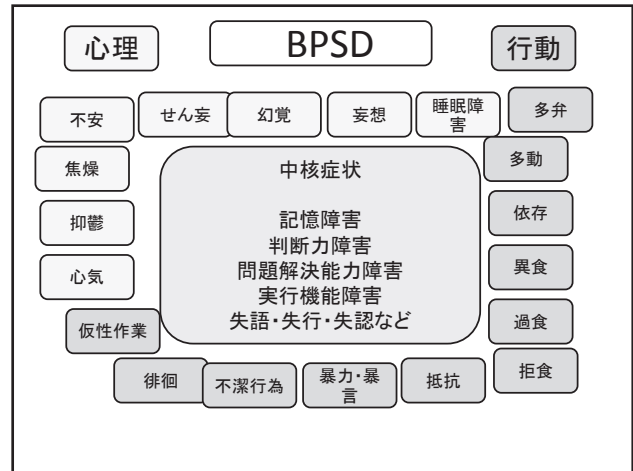 心理
BPSD
行動
不安
せん妄
幻覚
妄想
睡眠障
害
多弁
焦燥
多動
抑鬱
依存
心気
異食
仮性作業
過食
徘徊
不潔行為
暴力・暴
言
抵抗
拒食
中核症状
記憶障害
判断力障害
問題解決能力障害
実行機能障害
失語・失行・失認など